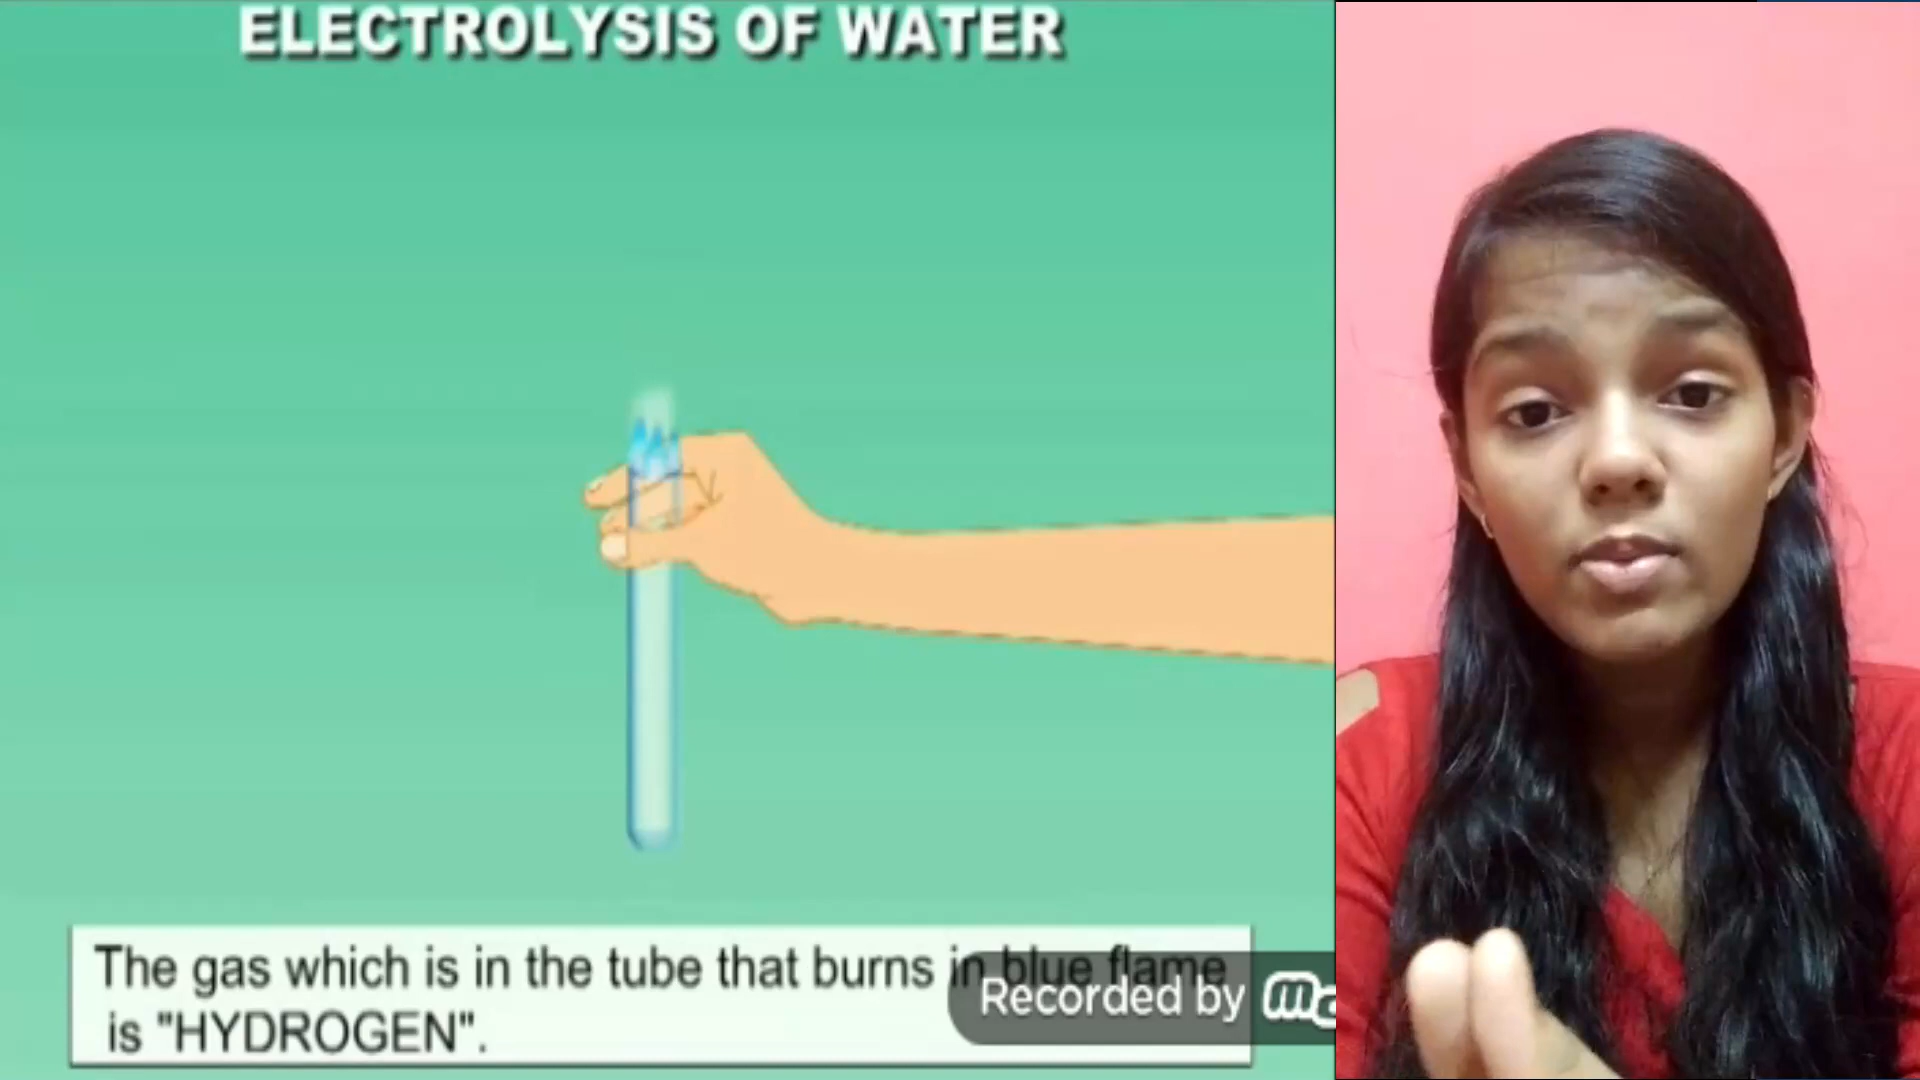 ELECTROLYSIS OF WATER
The gas which is in the tube that burns in blue flame
is "HYDROGEN".
Recorded by